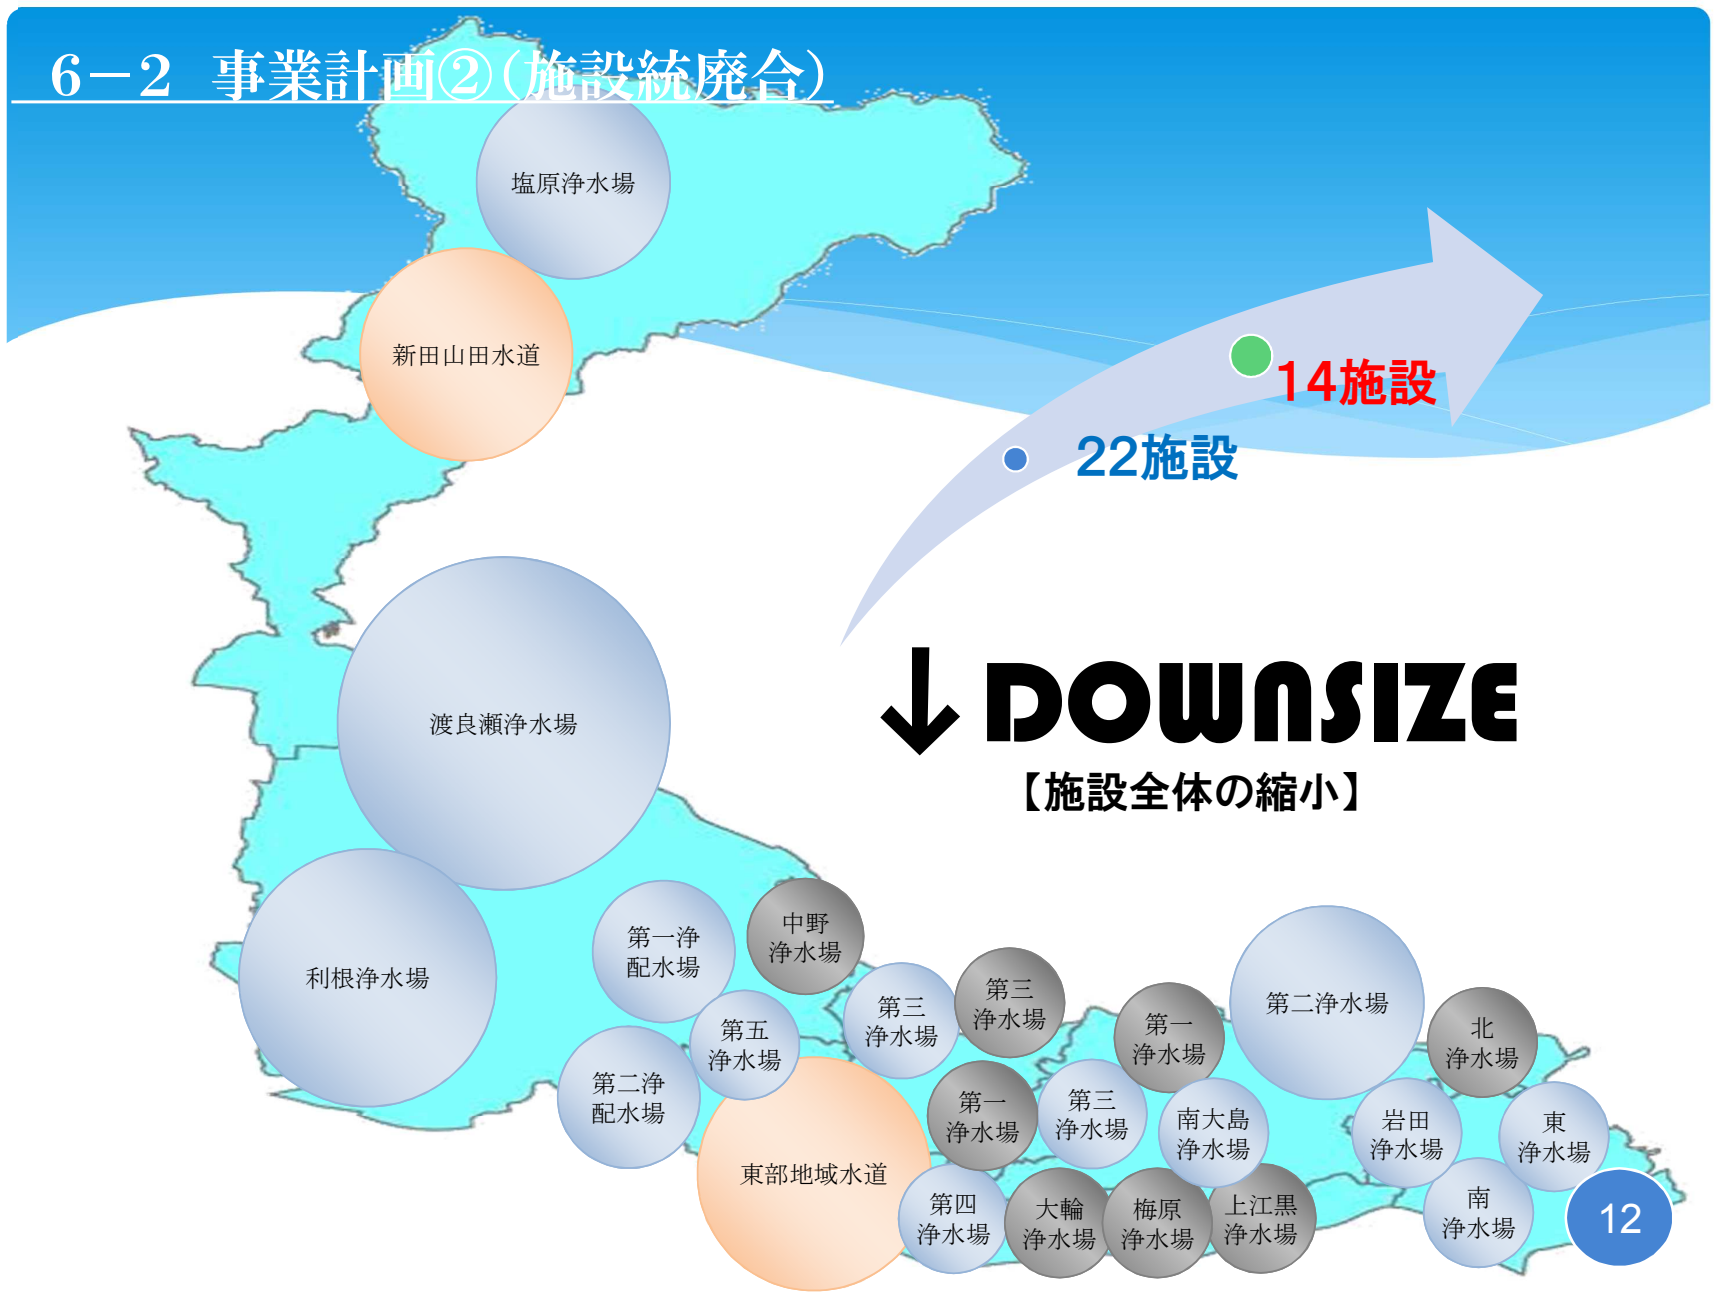 6－2 事業計画②（施設統廃合）
塩原浄水場
新田山田水道
14施設
22施設
渡良瀬浄水場
↓DOWNSIZE
【施設全体の縮小】
利根浄水場
第一浄
配水場
中野
浄水場
第五
浄水場
第二浄
配水場
第三
浄水場
第三
浄水場
第一
浄水場
第二浄水場
北
浄水場
東部地域水道
第一
浄水場
第三
浄水場
南大島
浄水場
岩田
浄水場
東
浄水場
第四
浄水場
大輪
浄水場
梅原
浄水場
上江黒
浄水場
南
浄水場
12